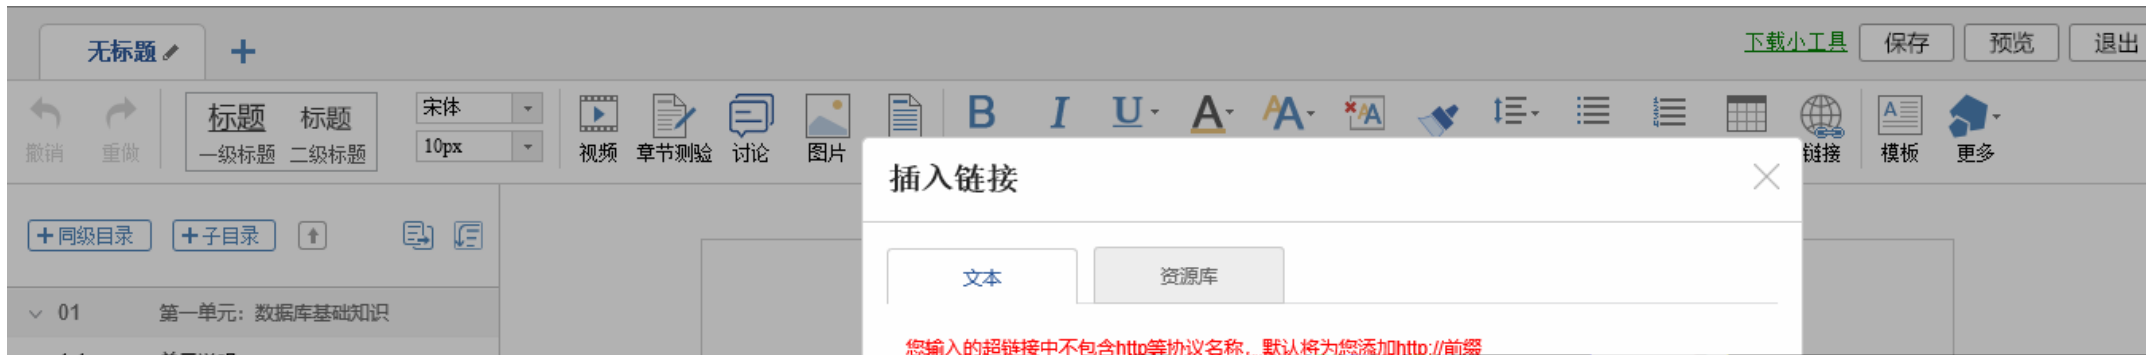 无标题
下载小工具 保存 预览 退出
标题 标题 宋体
一级标题 二级标题 10px
撤销 重做 视频 章节测验 讨论 图片 链接 模板 更多
插入链接
同级目录 子目录
文本 资源库
01 第一单元：数据库基础知识
您输入的超链接中不包含http等协议名称，默认将为您添加http://前缀